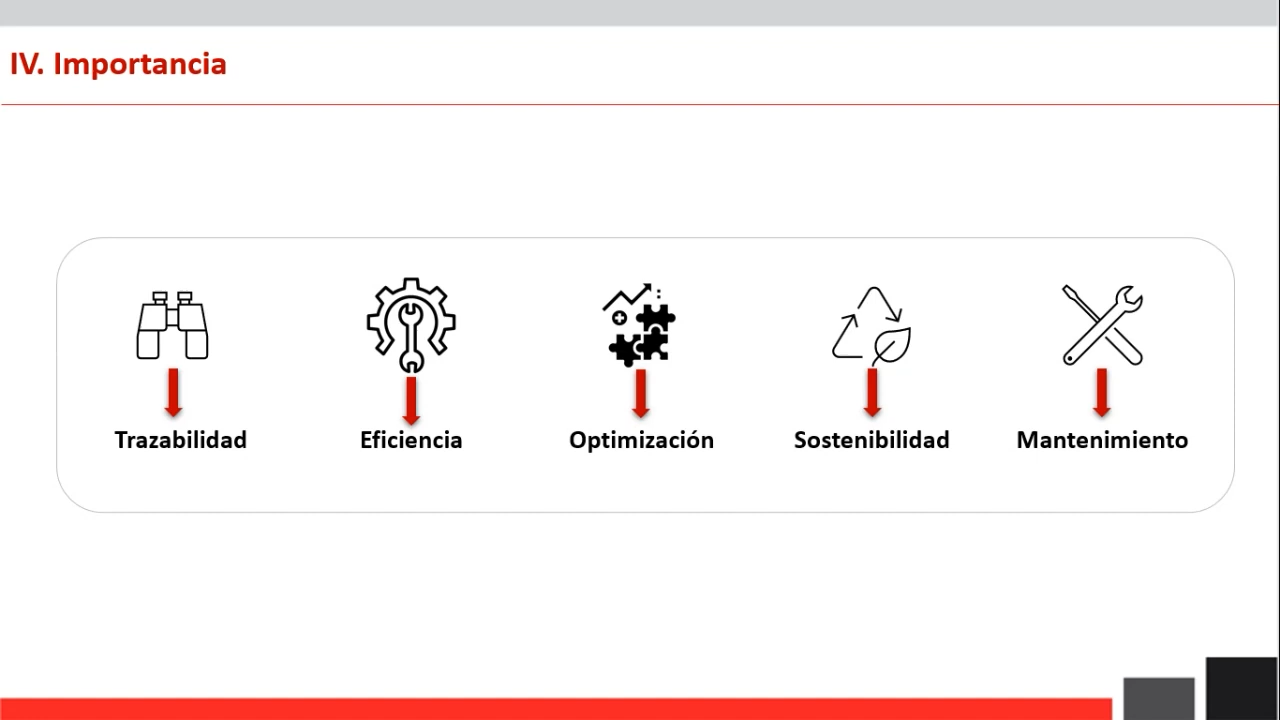 IV. Importancia
Trazabilidad
Eficiencia
Optimización
Sostenibilidad
Mantenimiento